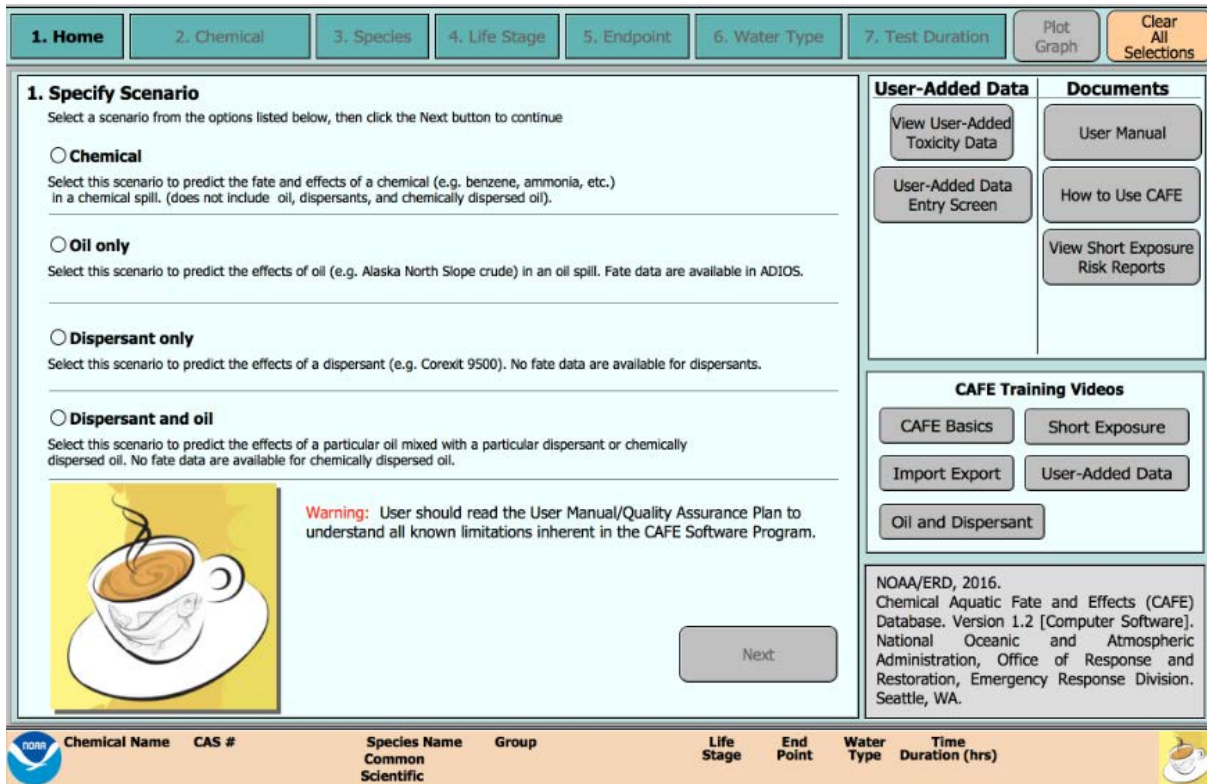 1. Home
2. Chemical
3. Species
4. Life Stage
5. Endpoint
6. Water Type
7. Test Duration
Plot
Graph
Clear
All
Selections
1. Specify Scenario
Select a scenario from the options listed below, then click the Next button to continue
Chemical
Select this scenario to predict the fate and effects of a chemical (e.g. benzene, ammonia, etc.)
in a chemical spill. (does not include oil, dispersants, and chemically dispersed oil).
Oil only
Select this scenario to predict the effects of oil (e.g. Alaska North Slope crude) in an oil spill. Fate data are available in ADIOS.
Dispersant only
Select this scenario to predict the effects of a dispersant (e.g. Corexit 9500). No fate data are available for dispersants.
Dispersant and oil
Select this scenario to predict the effects of a particular oil mixed with a particular dispersant or chemically
dispersed oil. No fate data are available for chemically dispersed oil.
Warning: User should read the User Manual/Quality Assurance Plan to
understand all known limitations inherent in the CAFE Software Program.
Next
User-Added Data
View User-Added
Toxicity Data
User-Added Data
Entry Screen
Documents
User Manual
How to Use CAFE
View Short Exposure
Risk Reports
CAFE Training Videos
CAFE Basics
Short Exposure
Import Export
User-Added Data
Oil and Dispersant
NOAA/ERD, 2016.
Chemical Aquatic Fate and Effects (CAFE)
Database. Version 1.2 [Computer Software].
National Oceanic and Atmospheric
Administration, Office of Response and
Restoration, Emergency Response Division.
Seattle, WA.
NOAA
Chemical Name
CAS #
Species Name
Common
Scientific
Group
Life
Stage
End
Point
Water
Type
Time
Duration (hrs)